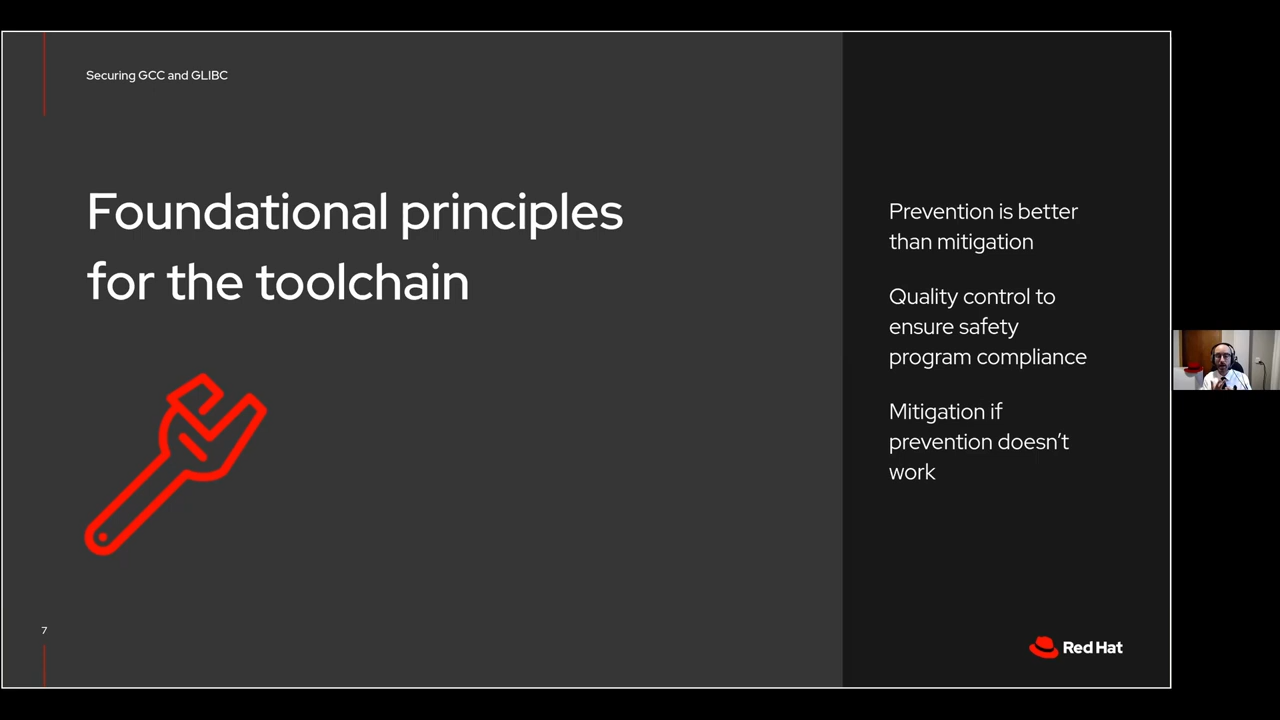 Securing GCC and GLIBC
Foundational principles
for the toolchain
Prevention is better
than mitigation
Quality control to
ensure safety
program compliance
Mitigation if
prevention doesn’t
work
7
Red Hat